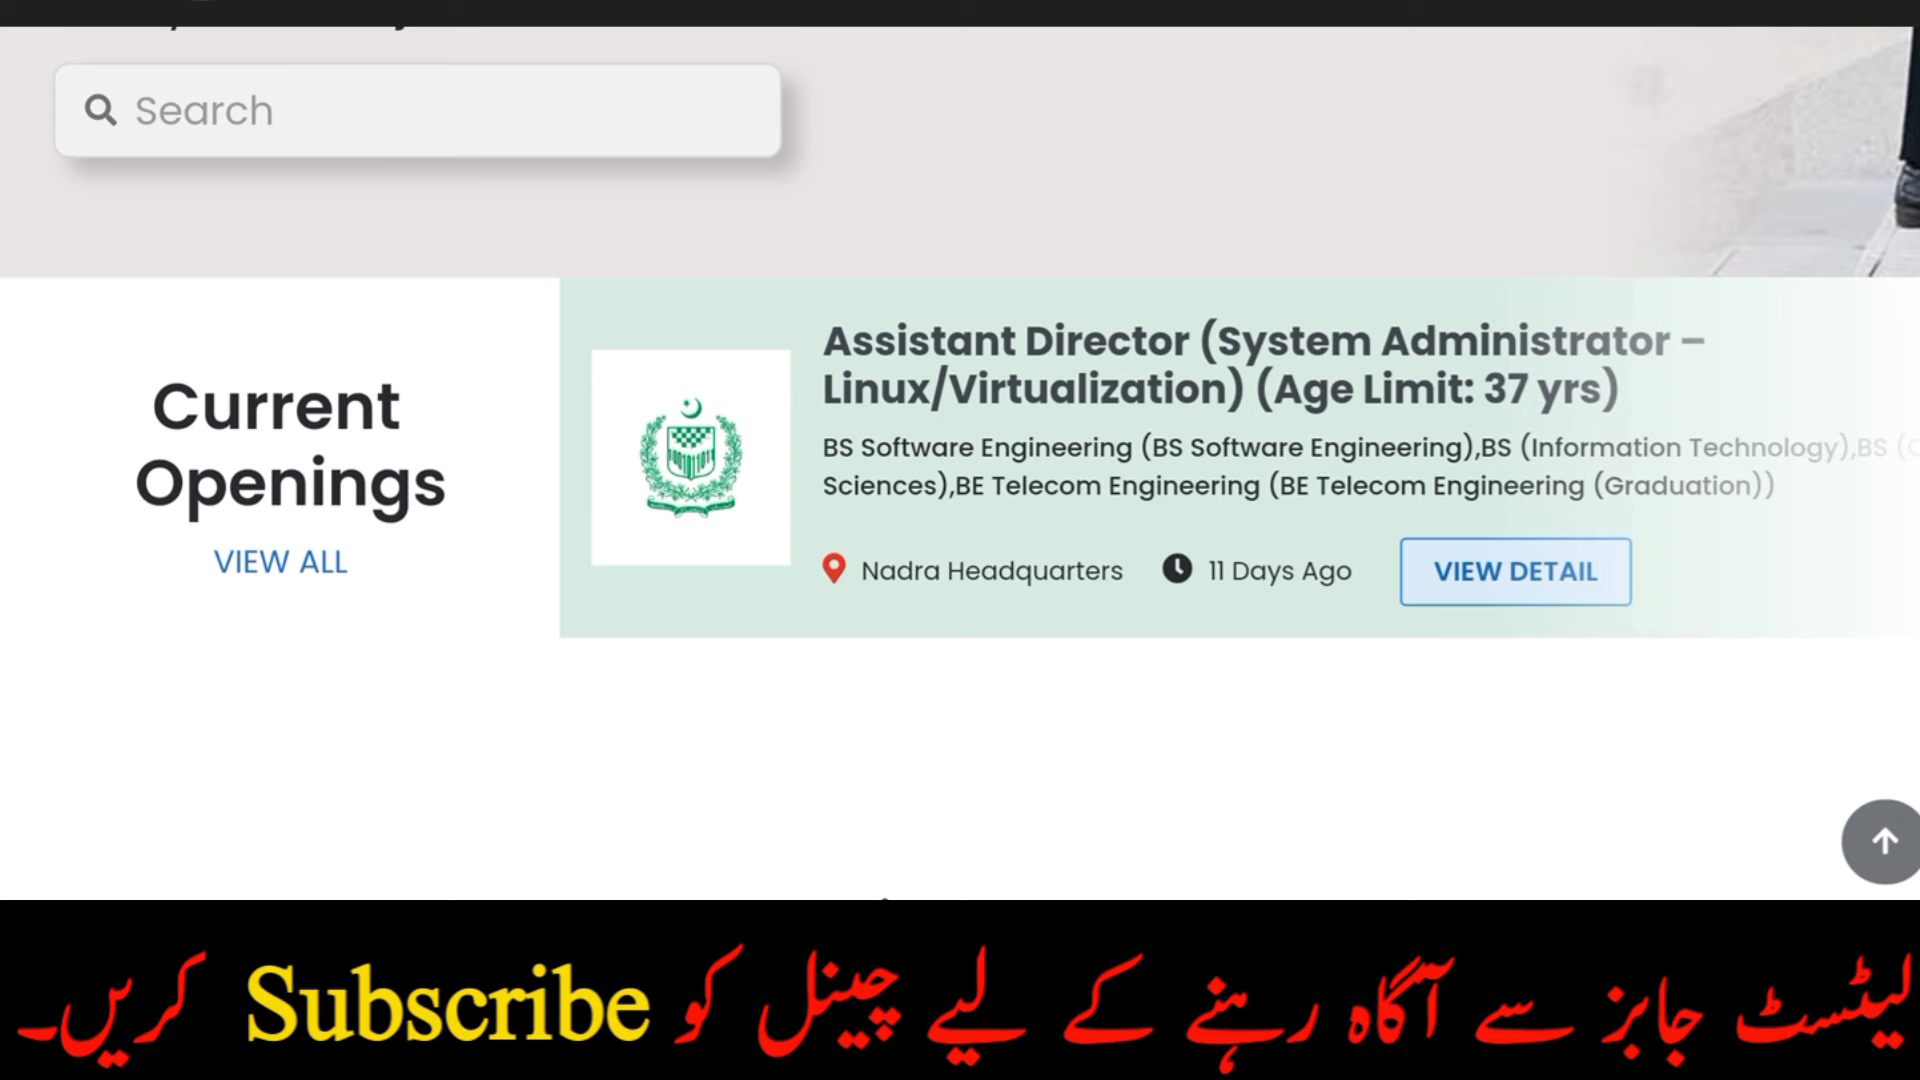 Search
Current
Openings
VIEW ALL
Assistant Director (System Administrator –
Linux/Virtualization) (Age Limit: 37 yrs)
BS Software Engineering (BS Software Engineering),BS (Information Technology),BS (
Sciences),BE Telecom Engineering (BE Telecom Engineering (Graduation))
Nadra Headquarters
11 Days Ago
VIEW DETAIL
لیٹسٹ جابز سے آگاہ رہنے کے لیے چینل کو Subscribe کریں۔